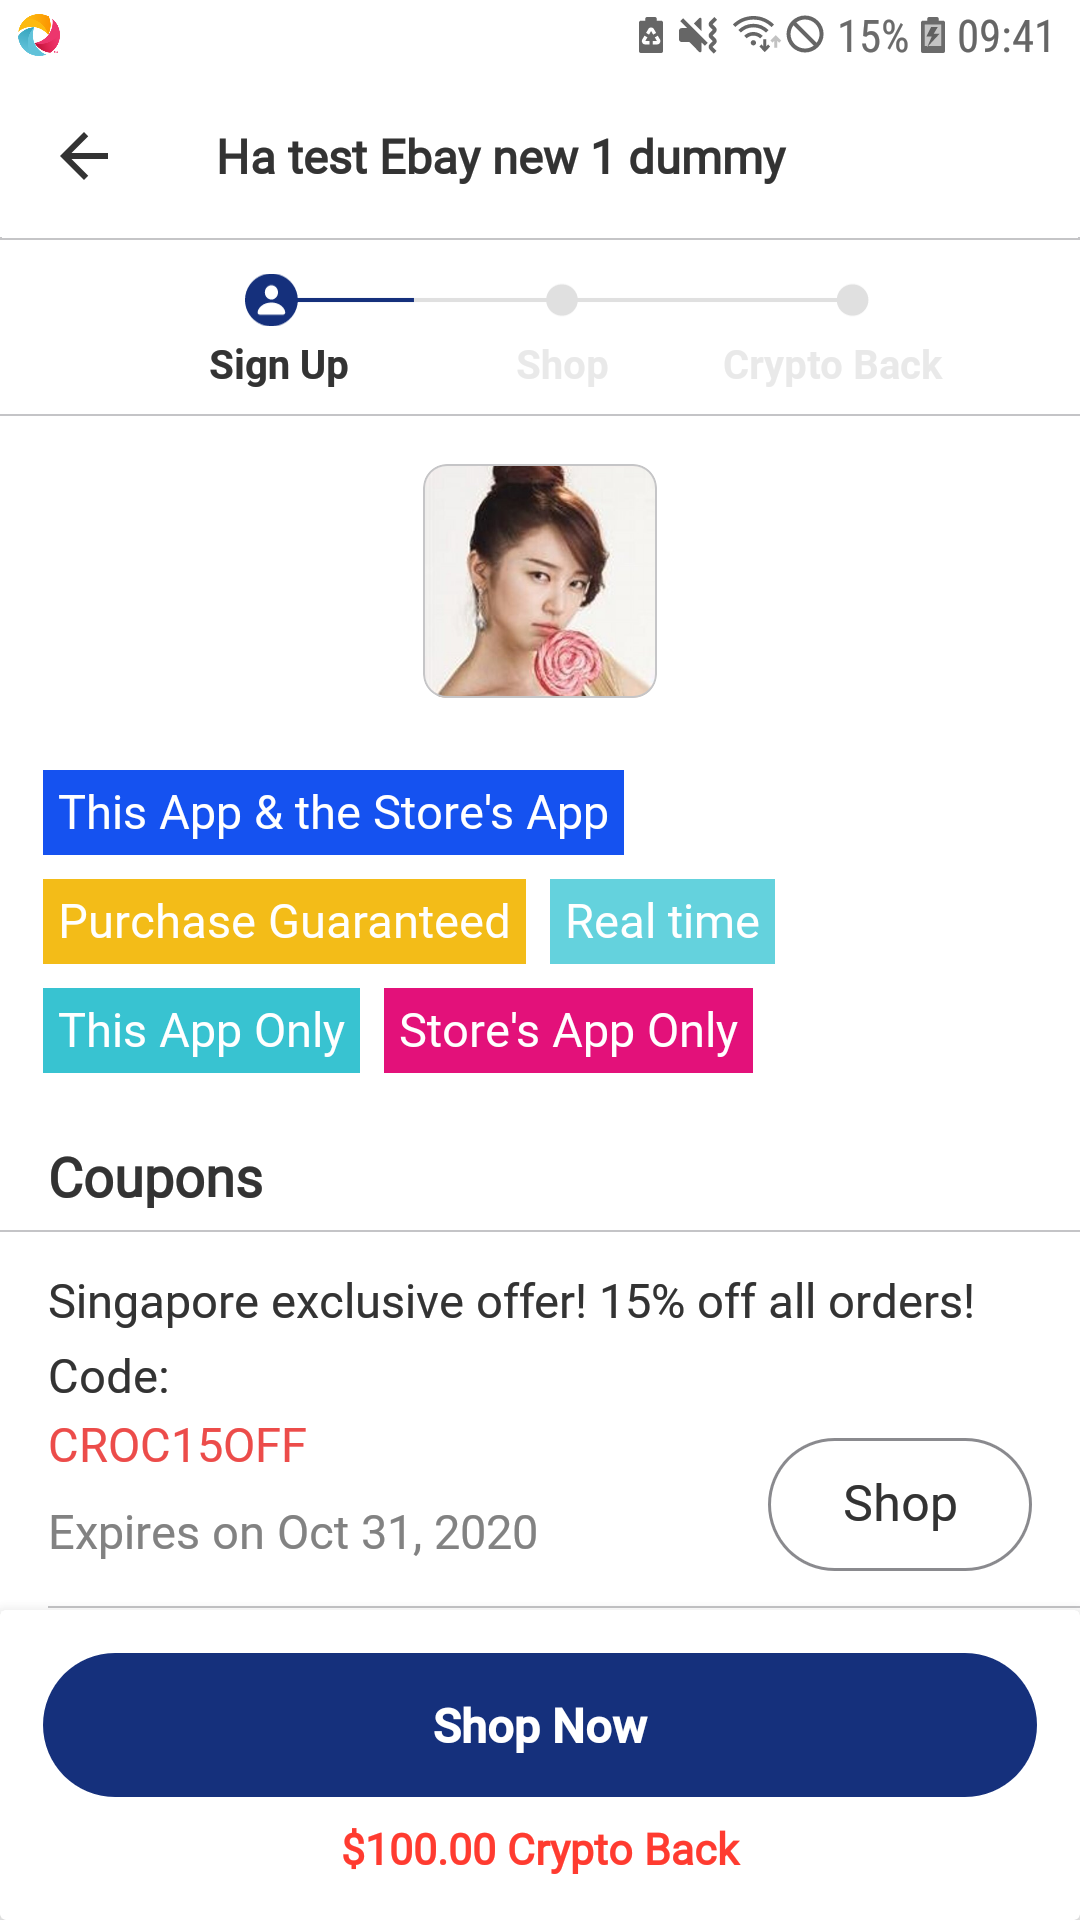 15% 09:41
Ha test Ebay new 1 dummy
Sign Up Shop Crypto Back
This App & the Store's App
Purchase Guaranteed Real time
This App Only Store's App Only
Coupons
Singapore exclusive offer! 15% off all orders!
Code:
CROC15OFF
Shop
Expires on Oct 31, 2020
Shop Now
$100.00 Crypto Back